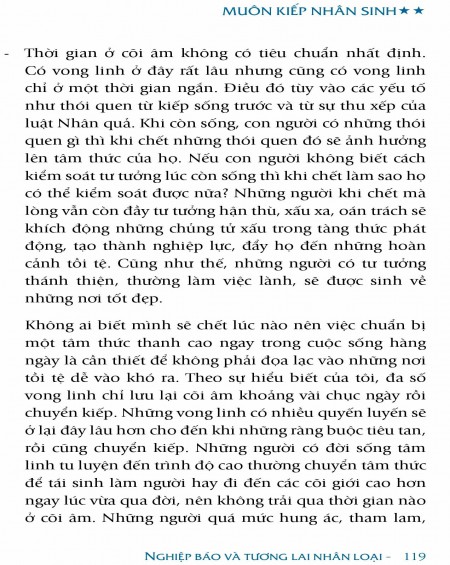 MUÔN KIẾP NHÂN SINH★★
- Thời gian ở cõi âm không có tiêu chuẩn nhất định.
Có vong linh ở đây rất lâu nhưng cũng có vong linh
chỉ ở một thời gian ngắn. Điều đó tùy vào các yếu tố
như thói quen từ kiếp sống trước và từ sự thu xếp của
luật Nhân quả. Khi còn sống, con người có những thói
quen gì thì khi chết những thói quen đó sẽ ảnh hưởng
lên tâm thức của họ. Nếu con người không biết cách
kiểm soát tư tưởng lúc còn sống thì khi chết làm sao họ
có thể kiểm soát được nữa? Những người khi chết mà
lòng vẫn còn đầy tư tưởng hận thù, xấu xa, oán trách sẽ
khích động những chủng tử xấu trong tàng thức phát
động, tạo thành nghiệp lực, đẩy họ đến những hoàn
cảnh tồi tệ. Cũng như thế, những người có tư tưởng
thánh thiện, thường làm việc lành, sẽ được sinh về
những nơi tốt đẹp.
Không ai biết mình sẽ chết lúc nào nên việc chuẩn bị
một tâm thức thanh cao ngay trong cuộc sống hàng
ngày là cần thiết để không phải đọa lạc vào những nơi
tồi tệ dễ vào khó ra. Theo sự hiểu biết của tôi, đa số
vong linh chỉ lưu lại cõi âm khoảng vài chục ngày rồi
chuyển kiếp. Những vong linh có nhiều quyến luyến sẽ
ở lại đây lâu hơn cho đến khi những ràng buộc tiêu tan,
rồi cũng chuyển kiếp. Những người có đời sống tâm
linh tu luyện đến trình độ cao thường chuyển tâm thức
để tái sinh làm người hay đi đến các cõi giới cao hơn
ngay lúc vừa qua đời, nên không trải qua thời gian nào
ở cõi âm. Những người quá mức hung ác, tham lam,
NGHIỆP BÁO VÀ TƯƠNG LAI NHÂN LOẠI - 119